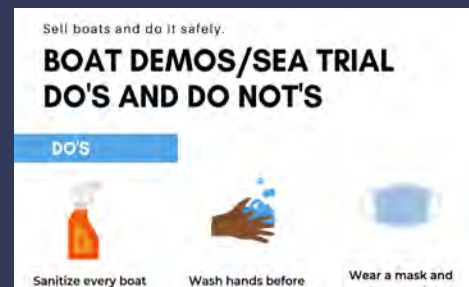 Sell boats and do it safely.
BOAT DEMOS/SEA TRIAL
DO'S AND DO NOT'S
DO'S
Sanitize every boat
Wash hands before
Wear a mask and